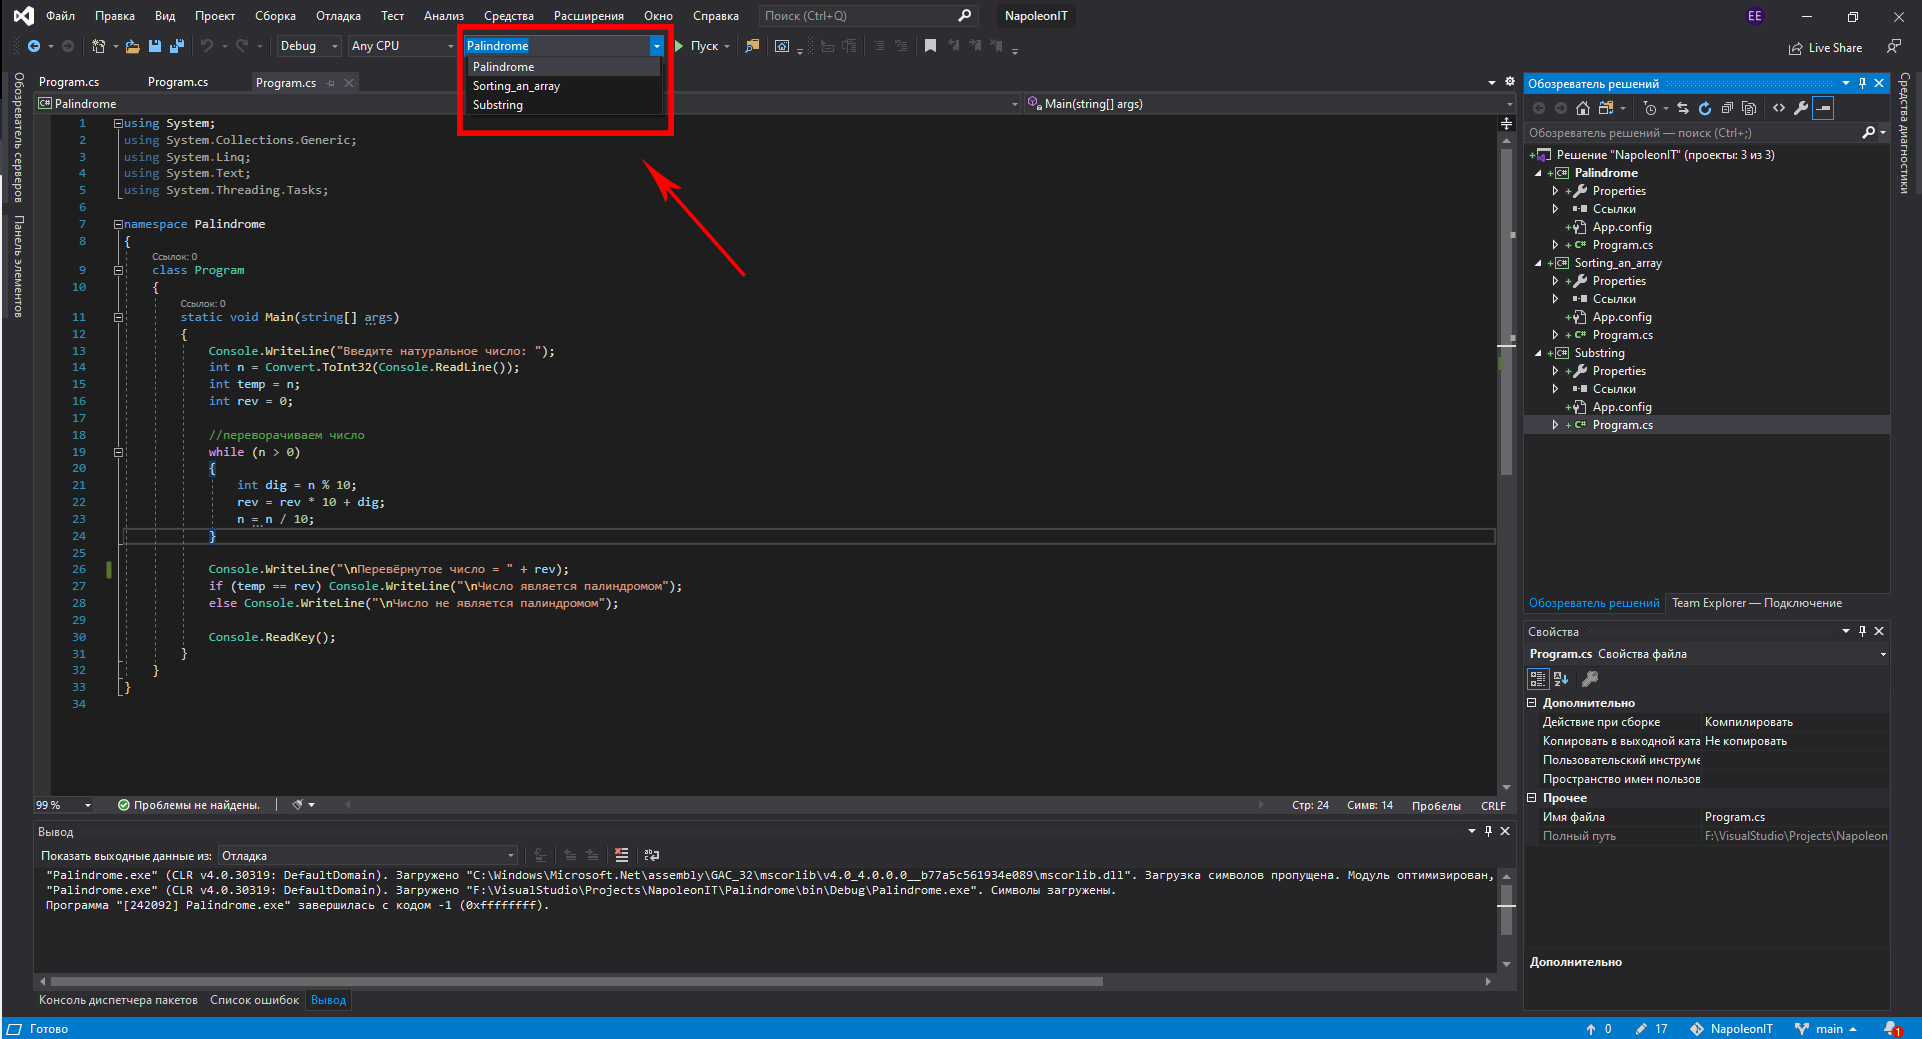 Файл Правка Вид Проект Сборка Отладка Тест Анализ Средства Расширения Окно Справка Поиск (Ctrl+Q) NapoleonIT EE
Debug Any CPU Palindrome Пуск Live Share
Palindrome
Sorting_an_array
Substring
Program.cs Program.cs Program.cs
Palindrome Main(string[] args)
1 using System;
2 using System.Collections.Generic;
3 using System.Linq;
4 using System.Text;
5 using System.Threading.Tasks;
6
7 namespace Palindrome
8 {
Ссылок: 0
9 class Program
10 {
Ссылок: 0
11 static void Main(string[] args)
12 {
13 Console.WriteLine("Введите натуральное число: ");
14 int n = Convert.ToInt32(Console.ReadLine());
15 int temp = n;
16 int rev = 0;
17
18 //переворачиваем число
19 while (n > 0)
20 {
21 int dig = n % 10;
22 rev = rev * 10 + dig;
23 n = n / 10;
24 }
25
26 Console.WriteLine("\nПеревёрнутое число = " + rev);
27 if (temp == rev) Console.WriteLine("\nЧисло является палиндромом");
28 else Console.WriteLine("\nЧисло не является палиндромом");
29
30 Console.ReadKey();
31 }
32 }
33 }
34
99 % Проблемы не найдены. Стр: 24 Симв: 14 Пробелы CRLF
Вывод
Показать выходные данные из: Отладка
"Palindrome.exe" (CLR v4.0.30319: DefaultDomain). Загружено "C:\Windows\Microsoft.Net\assembly\GAC_32\mscorlib\v4.0_4.0.0.0__b77a5c561934e089\mscorlib.dll". Загрузка символов пропущена. Модуль оптимизирован,
"Palindrome.exe" (CLR v4.0.30319: DefaultDomain). Загружено "F:\VisualStudio\Projects\NapoleonIT\Palindrome\bin\Debug\Palindrome.exe". Символы загружены.
Программа "[242092] Palindrome.exe" завершилась с кодом -1 (0xffffffff).
Консоль диспетчера пакетов Список ошибок Вывод
Обозреватель серверов
Панель элементов
Обозреватель решений
Обозреватель решений — поиск (Ctrl+;)
Решение "NapoleonIT" (проекты: 3 из 3)
Palindrome
Properties
Ссылки
App.config
Program.cs
Sorting_an_array
Properties
Ссылки
App.config
Program.cs
Substring
Properties
Ссылки
App.config
Program.cs
Обозреватель решений Team Explorer — Подключение
Свойства
Program.cs Свойства файла
Дополнительно
Действие при сборке Компилировать
Копировать в выходной ката Не копировать
Пользовательский инструме
Пространство имен пользов
Прочее
Имя файла Program.cs
Полный путь F:\VisualStudio\Projects\Napoleon
Дополнительно
Средства диагностики
Готово 0 17 NapoleonIT main 1